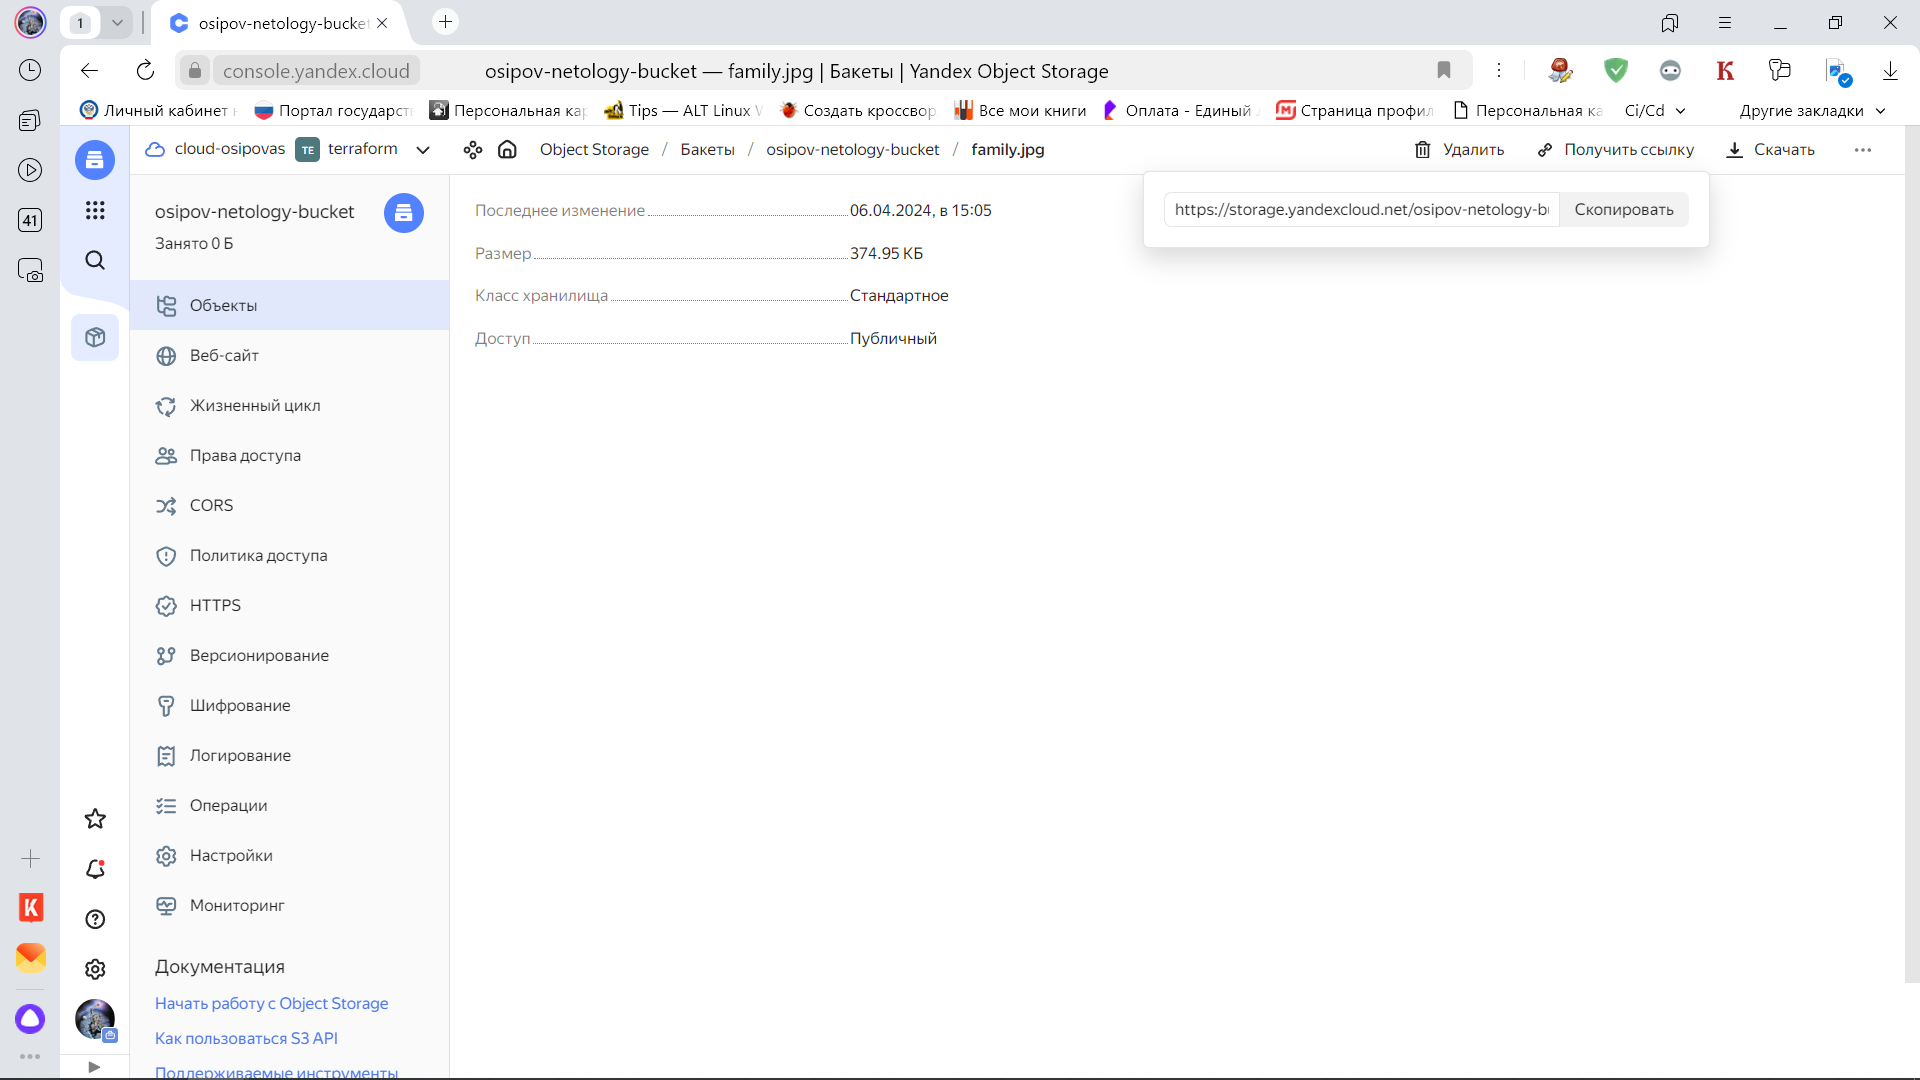 1
osipov-netology-bucke
console.yandex.cloud
osipov-netology-bucket — family.jpg | Бакеты | Yandex Object Storage
Личный кабинет
Портал государст
Персональная ка
Tips — ALT Linux
Создать кроссвор
Все мои книги
Оплата - Единый
Страница профил
Персональная ка
Ci/Cd
Другие закладки
41
cloud-osipovas
TE
terraform
Object Storage / Бакеты / osipov-netology-bucket / family.jpg
Удалить
Получить ссылку
Скачать
https://storage.yandexcloud.net/osipov-netology-b
Скопировать
osipov-netology-bucket
Занято 0 Б
Объекты
Веб-сайт
Жизненный цикл
Права доступа
CORS
Политика доступа
HTTPS
Версионирование
Шифрование
Логирование
Операции
Настройки
Мониторинг
Документация
Начать работу с Object Storage
Как пользоваться S3 API
Поддерживаемые инструменты
Последнее изменение 06.04.2024, в 15:05
Размер 374.95 КБ
Класс хранилища Стандартное
Доступ Публичный